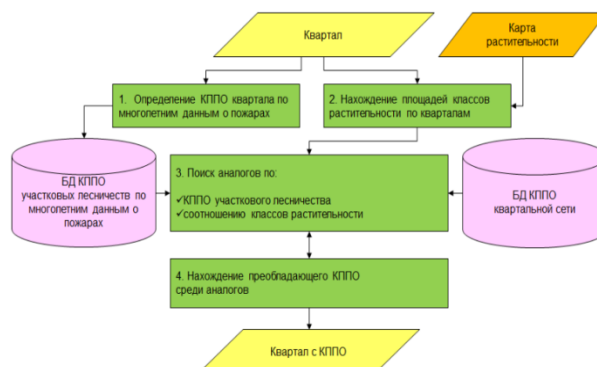 Квартал
Карта
растительности
1. Определение КППО квартала по
многолетним данным о пожарах
2. Нахождение площадей классов
растительности по кварталам
БД КППО
участковых лесничеств по
многолетним данным о
пожарах
3. Поиск аналогов по:
✓КППО участкового лесничества
✓соотношению классов растительности
БД КППО
квартальной сети
4. Нахождение преобладающего КППО
среди аналогов
Квартал с КППО